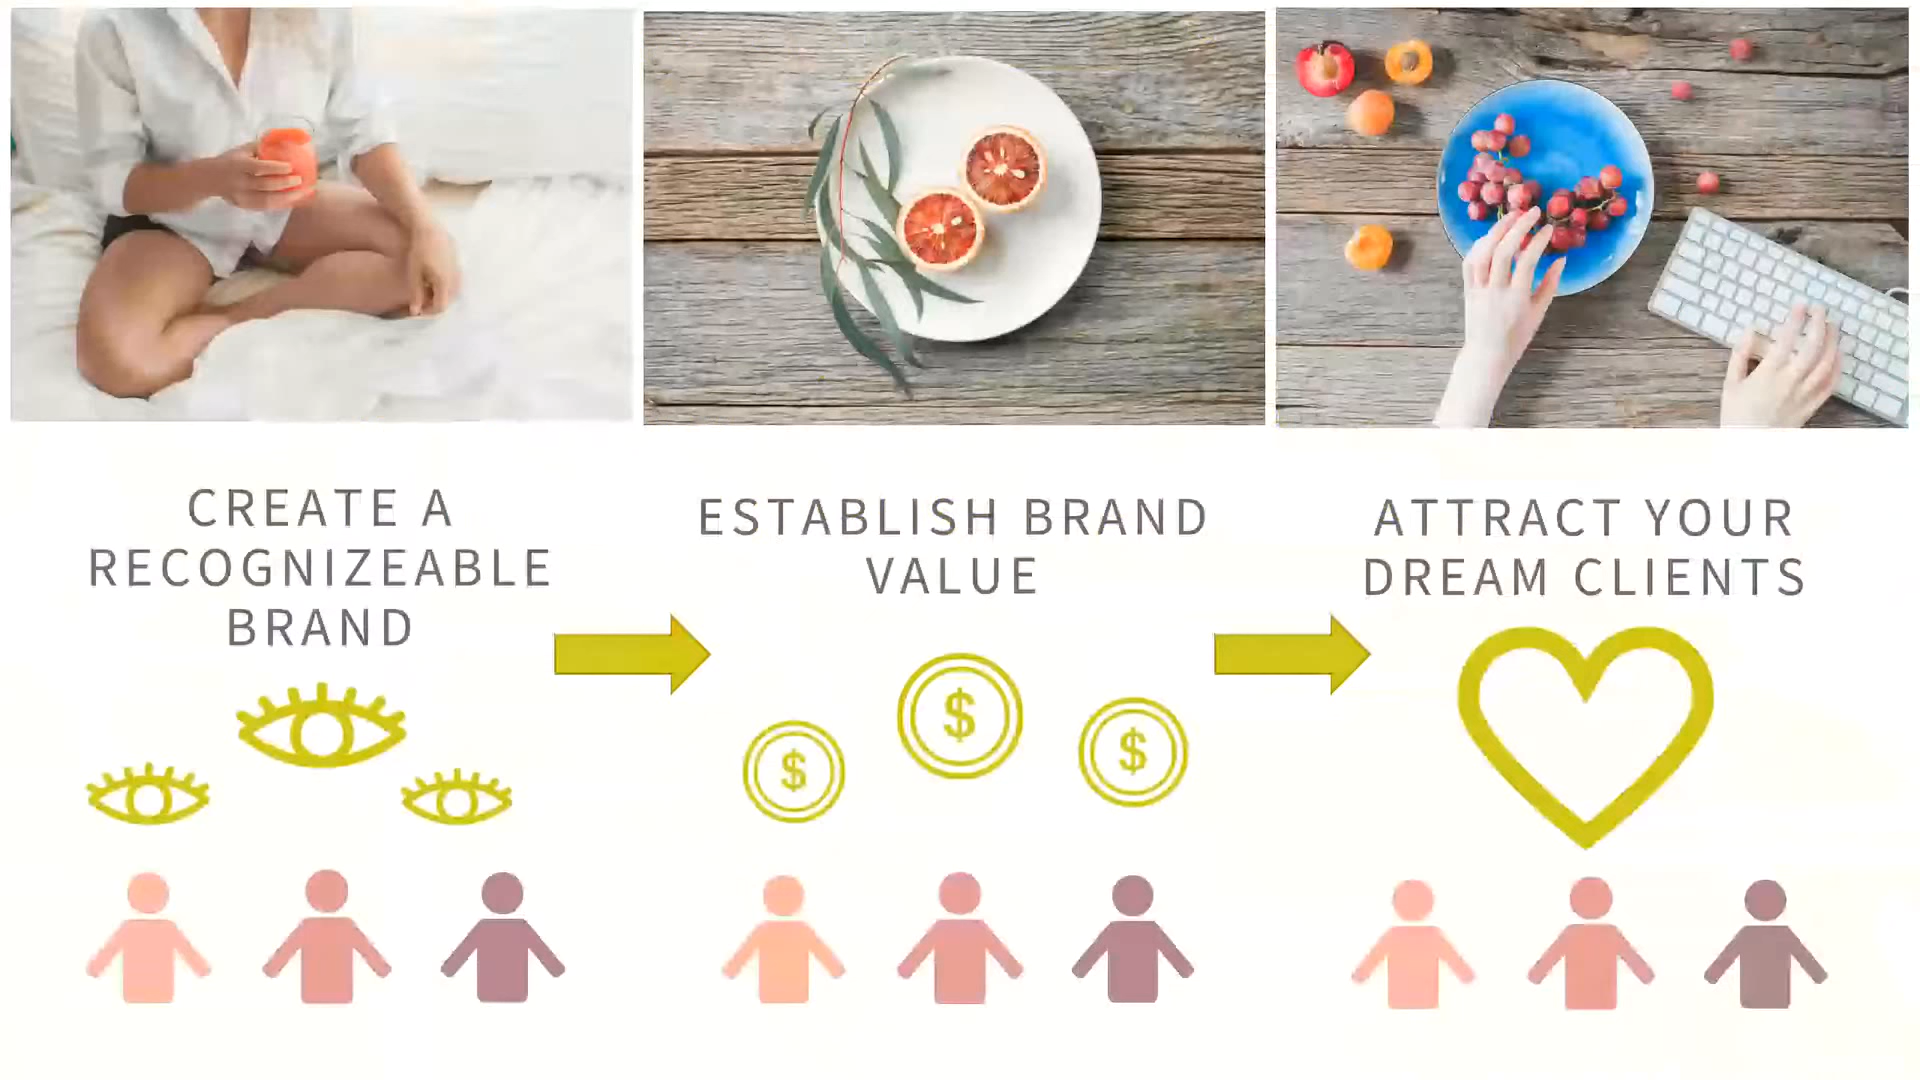 CREATE A
RECOGNIZEABLE
BRAND
ESTABLISH BRAND
VALUE
ATTRACT YOUR
DREAM CLIENTS
$
$
$